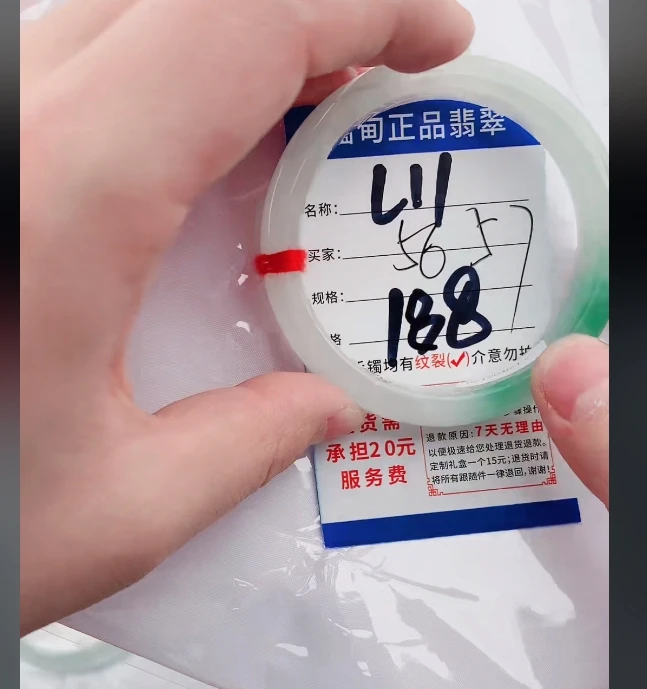 缅甸正品翡翠
名称:
买家:
565
规格:
188
格
手镯均有纹裂(✓)介意勿拍
货需
承担20元
服务费
退款原因:7天无理由
以便极速给您处理退货退款。
定制礼盒一个15元;退货时请
将所有跟随件一律退回,谢谢!